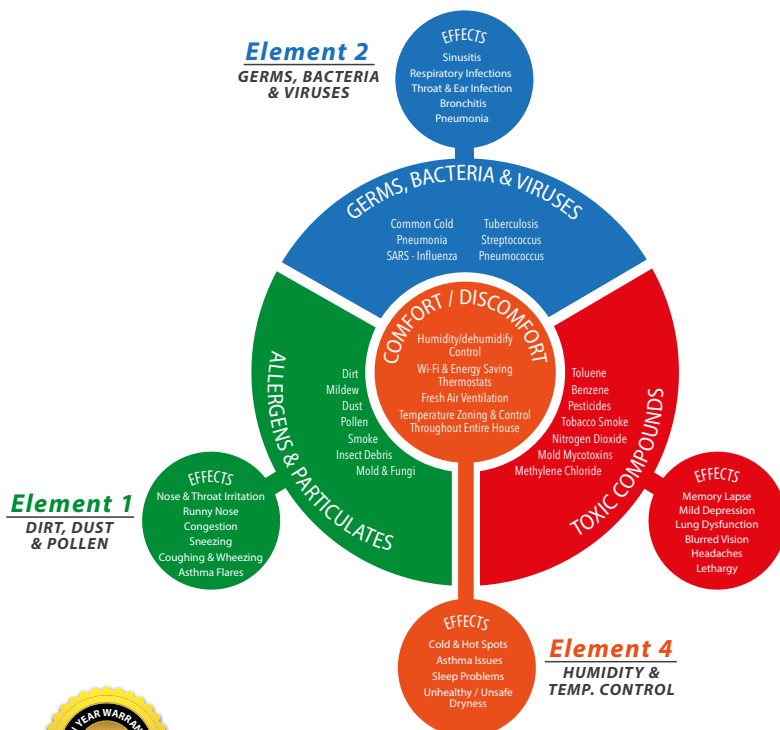 Element 2
GERMS, BACTERIA
& VIRUSES
EFFECTS
Sinusitis
Respiratory Infections
Throat & Ear Infection
Bronchitis
Pneumonia
GERMS, BACTERIA & VIRUSES
Common Cold
Pneumonia
SARS - Influenza
Tuberculosis
Streptococcus
Pneumococcus
COMFORT / DISCOMFORT
Humidity/dehumidify
Control
Wi-Fi & Energy Saving
Thermostats
Fresh Air Ventilation
Temperature Zoning & Control
Throughout Entire House
ALLERGENS & PARTICULATES
Dirt
Mildew
Dust
Pollen
Smoke
Insect Debris
Mold & Fungi
TOXIC COMPOUNDS
Toluene
Benzene
Pesticides
Tobacco Smoke
Nitrogen Dioxide
Mold Mycotoxins
Methylene Chloride
Element 1
DIRT, DUST
& POLLEN
EFFECTS
Nose & Throat Irritation
Runny Nose
Congestion
Sneezing
Coughing & Wheezing
Asthma Flares
EFFECTS
Memory Lapse
Mild Depression
Lung Dysfunction
Blurred Vision
Headaches
Lethargy
EFFECTS
Cold & Hot Spots
Asthma Issues
Sleep Problems
Unhealthy / Unsafe
Dryness
Element 4
HUMIDITY &
TEMP. CONTROL
YEAR